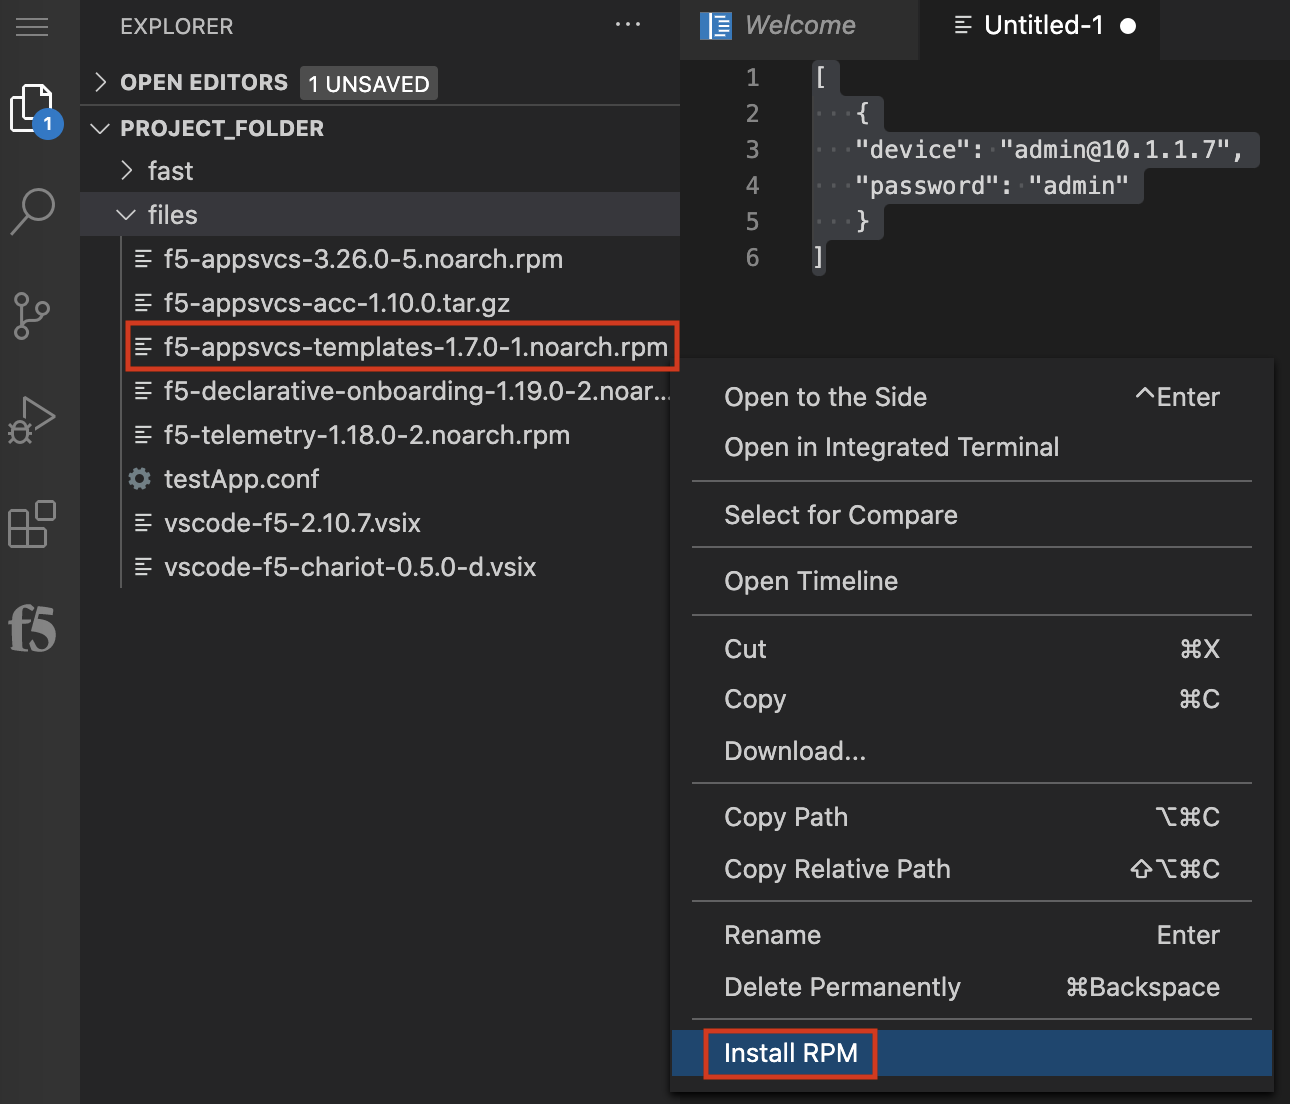 EXPLORER
OPEN EDITORS 1 UNSAVED
PROJECT_FOLDER
fast
files
f5-appsvcs-3.26.0-5.noarch.rpm
f5-appsvcs-acc-1.10.0.tar.gz
f5-appsvcs-templates-1.7.0-1.noarch.rpm
f5-declarative-onboarding-1.19.0-2.noar...
f5-telemetry-1.18.0-2.noarch.rpm
testApp.conf
vscode-f5-2.10.7.vsix
vscode-f5-chariot-0.5.0-d.vsix
1
f5
Welcome
Untitled-1
1 [
2 {
3 "device": "admin@10.1.1.7",
4 "password": "admin"
5 }
6 ]
Open to the Side ^Enter
Open in Integrated Terminal
Select for Compare
Open Timeline
Cut ⌘X
Copy ⌘C
Download...
Copy Path ⌥⌘C
Copy Relative Path ⇧⌥⌘C
Rename Enter
Delete Permanently ⌘Backspace
Install RPM